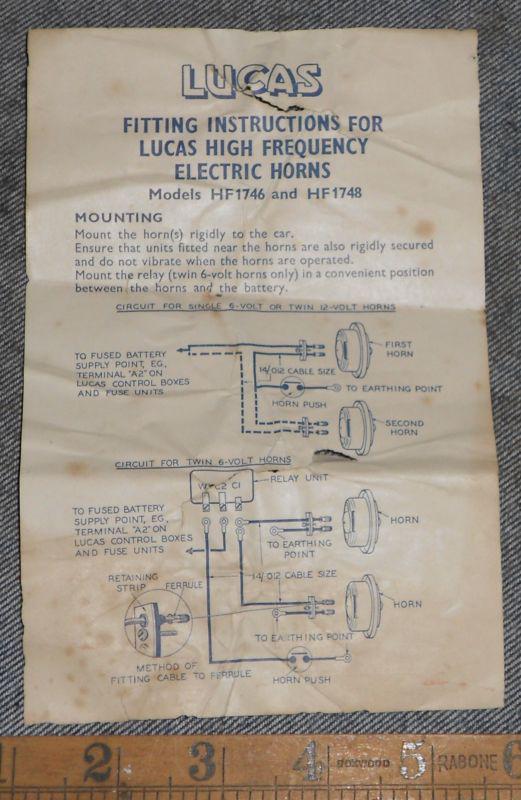 LUCAS
FITTING INSTRUCTIONS FOR
LUCAS HIGH FREQUENCY
ELECTRIC HORNS
Models HF1746 and HF1748
MOUNTING
Mount the horn(s) rigidly to the car.
Ensure that units fitted near the horns are also rigidly secured
and do not vibrate when the horns are operated.
Mount the relay (twin 6-volt horns only) in a convenient position
between the horns and the battery.
CIRCUIT FOR SINGLE 6-VOLT OR TWIN 12-VOLT HORNS
TO FUSED BATTERY
SUPPLY POINT, EG,
TERMINAL "A2" ON
LUCAS CONTROL BOXES
AND FUSE UNITS
FIRST
HORN
14/.012 CABLE SIZE
TO EARTHING POINT
HORN PUSH
SECOND
HORN
CIRCUIT FOR TWIN 6-VOLT HORNS
RELAY UNIT
C2 C1
TO FUSED BATTERY
SUPPLY POINT, EG,
TERMINAL "A2" ON
LUCAS CONTROL BOXES
AND FUSE UNITS
HORN
TO EARTHING
POINT
14/.012 CABLE SIZE
RETAINING
STRIP
FERRULE
HORN
TO EARTHING POINT
METHOD OF
FITTING CABLE TO FERRULE
HORN PUSH
1 2 3 4 BOXWOOD 5 RABONE 6